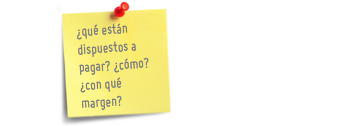 ¿qué están
dispuestos a
pagar? ¿cómo?
¿con qué
margen?